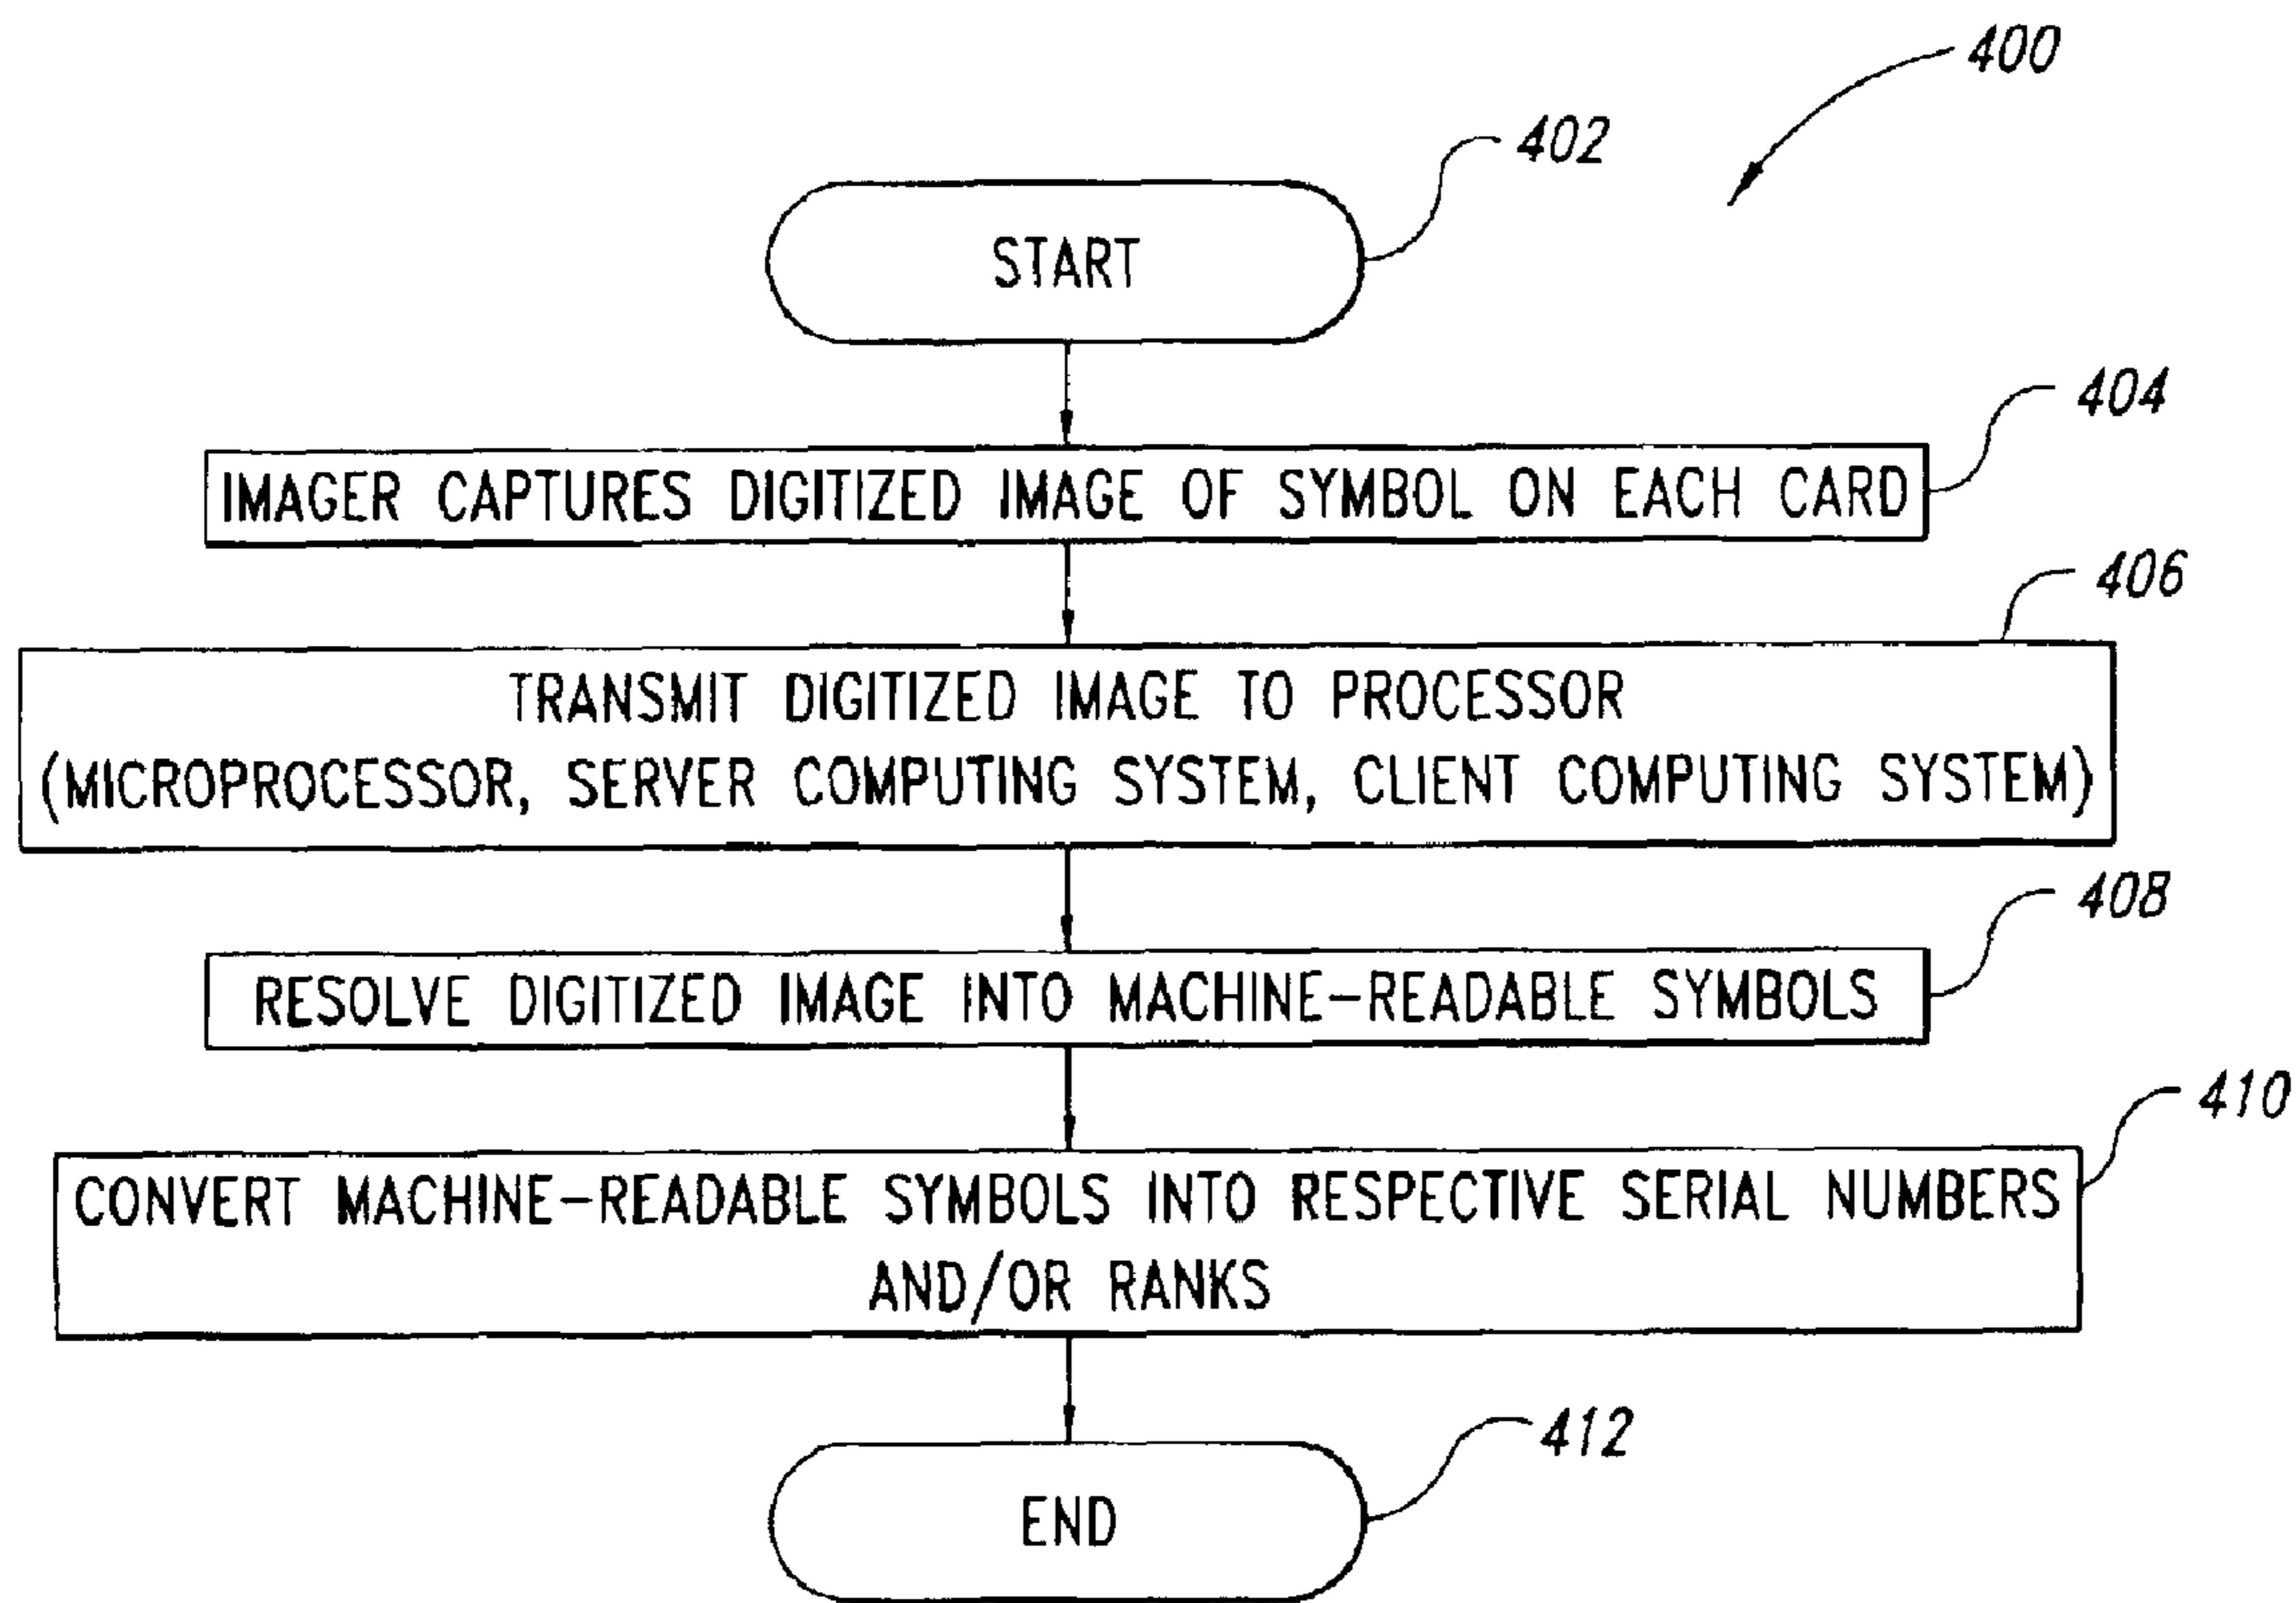 400
402
START
404
IMAGER CAPTURES DIGITIZED IMAGE OF SYMBOL ON EACH CARD
406
TRANSMIT DIGITIZED IMAGE TO PROCESSOR
(MICROPROCESSOR, SERVER COMPUTING SYSTEM, CLIENT COMPUTING SYSTEM)
408
RESOLVE DIGITIZED IMAGE INTO MACHINE-READABLE SYMBOLS
410
CONVERT MACHINE-READABLE SYMBOLS INTO RESPECTIVE SERIAL NUMBERS
AND/OR RANKS
412
END